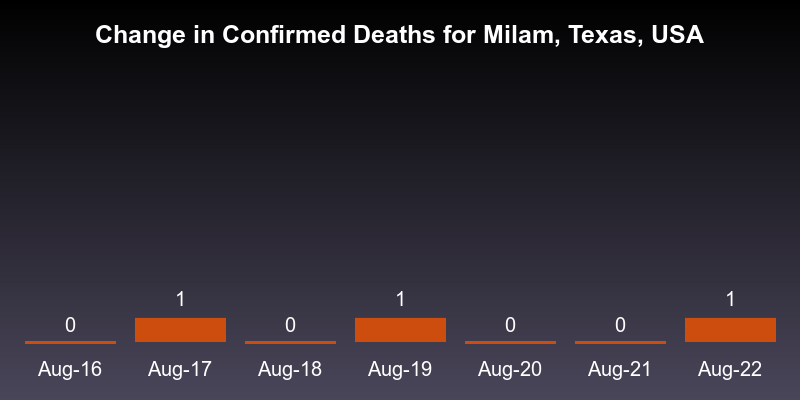 Change in Confirmed Deaths for Milam, Texas, USA
0 1 0 1 0 0 1
Aug-16 Aug-17 Aug-18 Aug-19 Aug-20 Aug-21 Aug-22